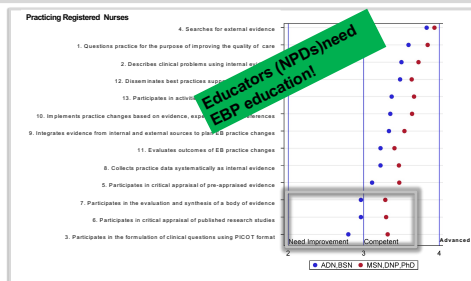 Practicing Registered Nurses
4. Searches for external evidence
1. Questions practice for the purpose of improving the quality of care
2. Describes clinical problems using internal evi
12. Disseminates best practices supp
13. Participates in activiti
10. Implements practice changes based on evidence, expe erences
9. Integrates evidence from internal and external sources to plan EB practice changes
11. Evaluates outcomes of EB practice changes
8. Collects practice data systematically as internal evidence
5. Participates in critical appraisal of pre-appraised evidence
7. Participates in the evaluation and synthesis of a body of evidence
6. Participates in critical appraisal of published research studies
3. Participates in the formulation of clinical questions using PICOT format
Educators (NPDs)need
EBP education!
Need Improvement Competent Advanced
2 3 4
ADN,BSN MSN,DNP,PhD